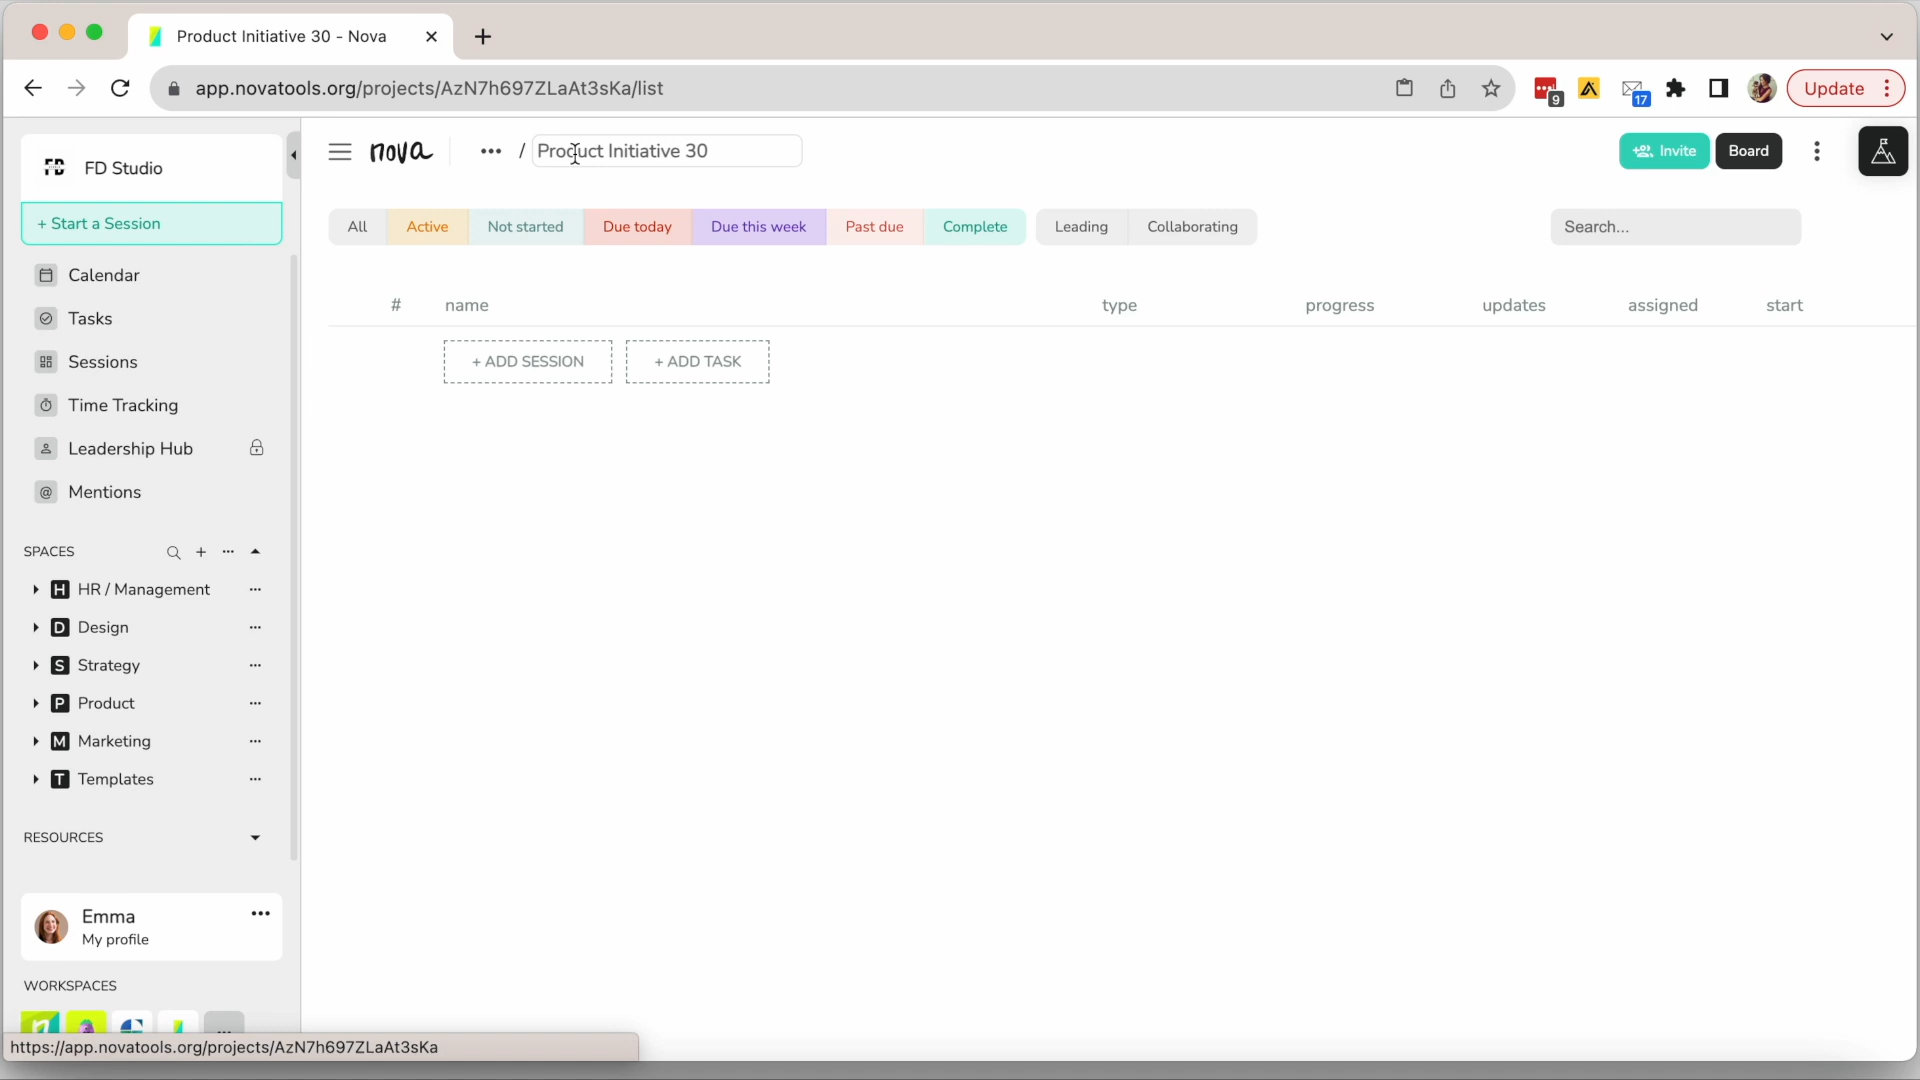 Product Initiative 30 - Nova
app.novatools.org/projects/AzN7h697ZLaAt3sKa/list
9
17
Update
FD FD Studio
nova
... / Product Initiative 30
Invite
Board
+ Start a Session
All
Active
Not started
Due today
Due this week
Past due
Complete
Leading
Collaborating
Search...
Calendar
Tasks
Sessions
Time Tracking
Leadership Hub
@ Mentions
# name type progress updates assigned start
+ ADD SESSION
+ ADD TASK
SPACES
H HR / Management
D Design
S Strategy
P Product
M Marketing
T Templates
RESOURCES
Emma
My profile
WORKSPACES
https://app.novatools.org/projects/AzN7h697ZLaAt3sKa